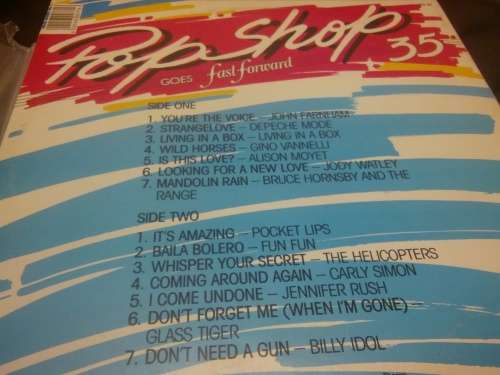 Pop Shop 35
GOES fast forward
SIDE ONE
1. YOU'RE THE VOICE – JOHN FARNHAM
2. STRANGELOVE – DEPECHE MODE
3. LIVING IN A BOX – LIVING IN A BOX
4. WILD HORSES – GINO VANNELLI
5. IS THIS LOVE? – ALISON MOYET
6. LOOKING FOR A NEW LOVE – JODY WATLEY
7. MANDOLIN RAIN – BRUCE HORNSBY AND THE
RANGE
SIDE TWO
1. IT'S AMAZING – POCKET LIPS
2. BAILA BOLERO – FUN FUN
3. WHISPER YOUR SECRET – THE HELICOPTERS
4. COMING AROUND AGAIN – CARLY SIMON
5. I COME UNDONE – JENNIFER RUSH
6. DON'T FORGET ME (WHEN I'M GONE) –
GLASS TIGER
7. DON'T NEED A GUN – BILLY IDOL